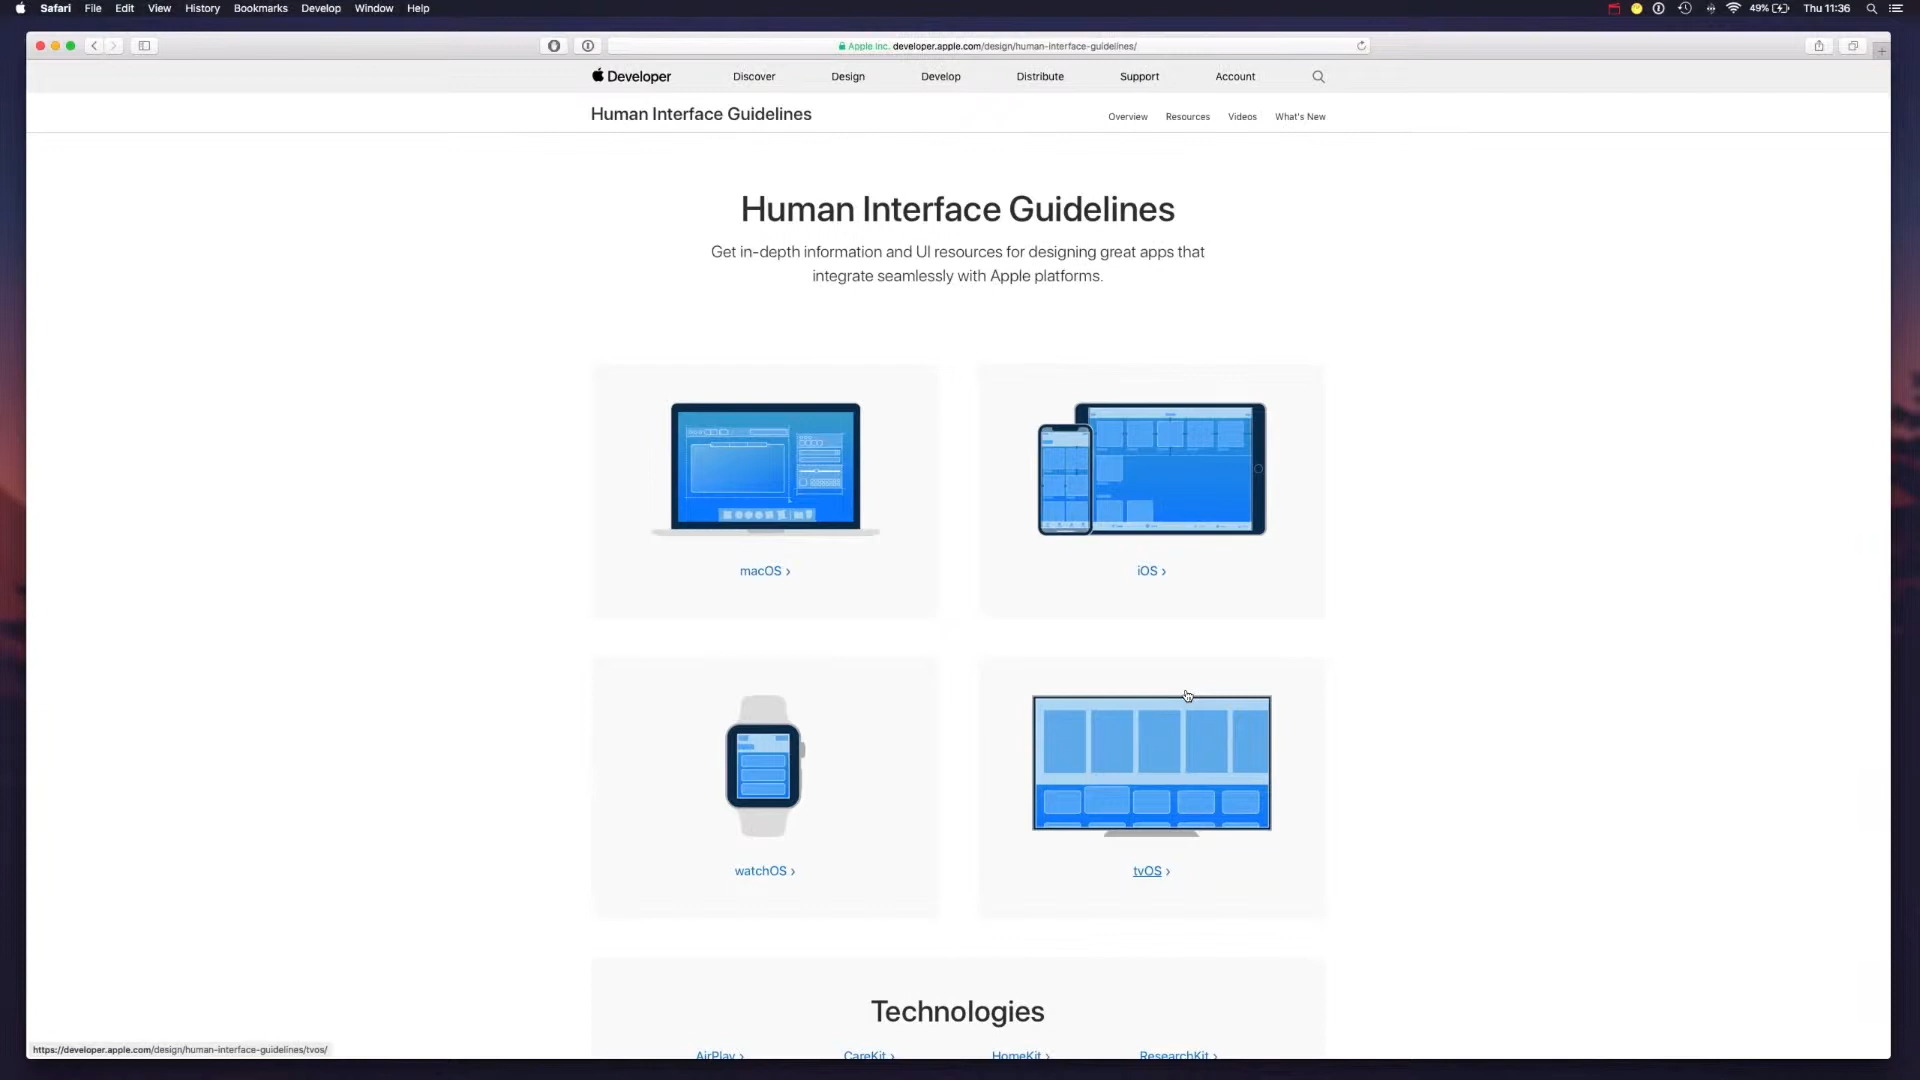 Safari File Edit View History Bookmarks Develop Window Help 49% Thu 11:36
Apple Inc. developer.apple.com/design/human-interface-guidelines/
Developer Discover Design Develop Distribute Support Account
Human Interface Guidelines Overview Resources Videos What's New
Human Interface Guidelines
Get in-depth information and UI resources for designing great apps that
integrate seamlessly with Apple platforms.
macOS › iOS ›
watchOS › tvOS ›
Technologies
AirPlay › CareKit › HomeKit › ResearchKit ›
https://developer.apple.com/design/human-interface-guidelines/tvos/